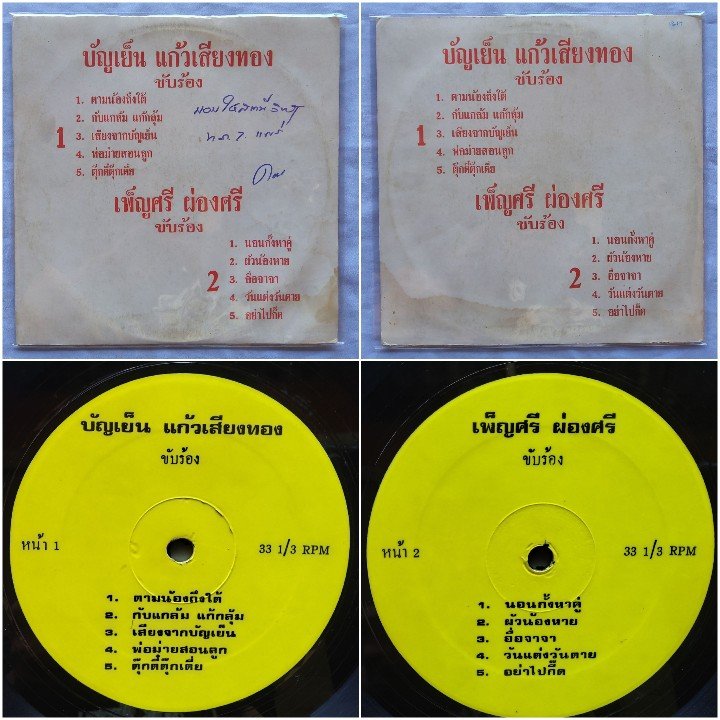 บัญเย็น แก้วเสียงทอง
ขับร้อง
1
1. ตามน้องถึงใต้
2. กับแกล้ม แก้กลุ้ม
3. เสียงจากบัญเย็น
4. พ่อม่ายสอนลูก
5. ตุ๊กตี้ตุ๊กเตี่ย
มอบให้
เพ็ญศรี ผ่องศรี
ขับร้อง
2
1. นอนกั้งหาคู่
2. ผัวน้องหาย
3. อื่อจาจา
4. วันแต่งวันตาย
5. อย่าไปกึ๊ด
บัญเย็น แก้วเสียงทอง
ขับร้อง
1
1. ตามน้องถึงใต้
2. กับแกล้ม แก้กลุ้ม
3. เสียงจากบัญเย็น
4. พ่อม่ายสอนลูก
5. ตุ๊กตี้ตุ๊กเตี่ย
เพ็ญศรี ผ่องศรี
ขับร้อง
2
1. นอนกั้งหาคู่
2. ผัวน้องหาย
3. อื่อจาจา
4. วันแต่งวันตาย
5. อย่าไปกึ๊ด
บัญเย็น แก้วเสียงทอง
ขับร้อง
หน้า 1
33 1/3 RPM
1. ตามน้องถึงใต้
2. กับแกล้ม แก้กลุ้ม
3. เสียงจากบัญเย็น
4. พ่อม่ายสอนลูก
5. ตุ๊กตี้ตุ๊กเตี่ย
เพ็ญศรี ผ่องศรี
ขับร้อง
หน้า 2
33 1/3 RPM
1. นอนกั้งหาคู่
2. ผัวน้องหาย
3. อื่อจาจา
4. วันแต่งวันตาย
5. อย่าไปกึ๊ด